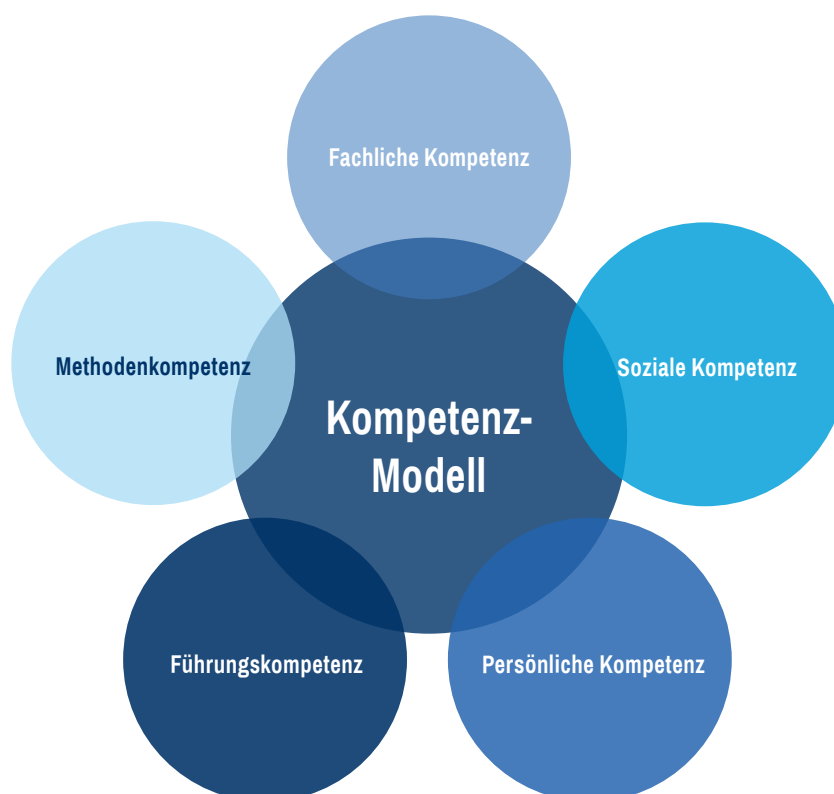 Fachliche Kompetenz
Methodenkompetenz
Soziale Kompetenz
Kompetenz-
Modell
Führungskompetenz
Persönliche Kompetenz